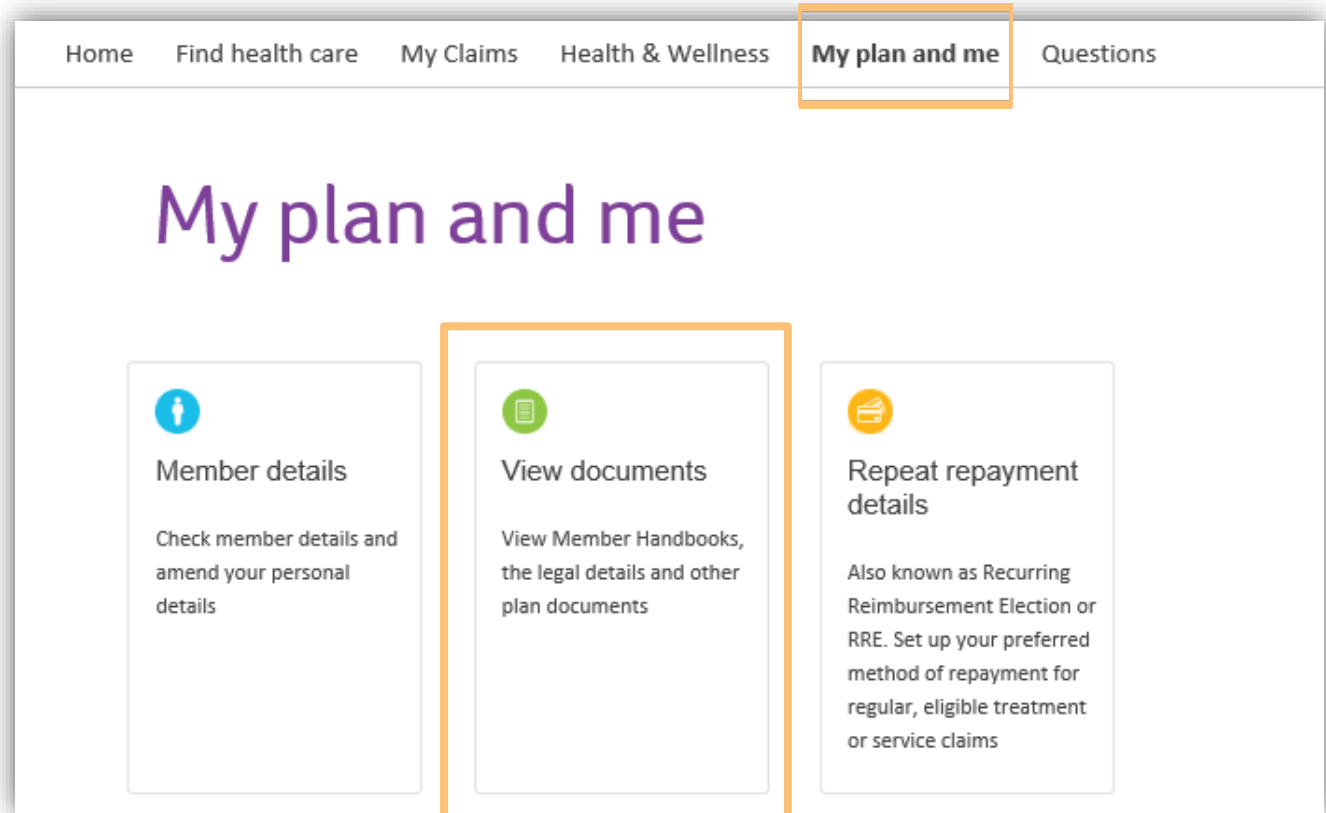 Home Find health care My Claims Health & Wellness My plan and me Questions
My plan and me
Member details
Check member details and
amend your personal
details
View documents
View Member Handbooks,
the legal details and other
plan documents
Repeat repayment
details
Also known as Recurring
Reimbursement Election or
RRE. Set up your preferred
method of repayment for
regular, eligible treatment
or service claims